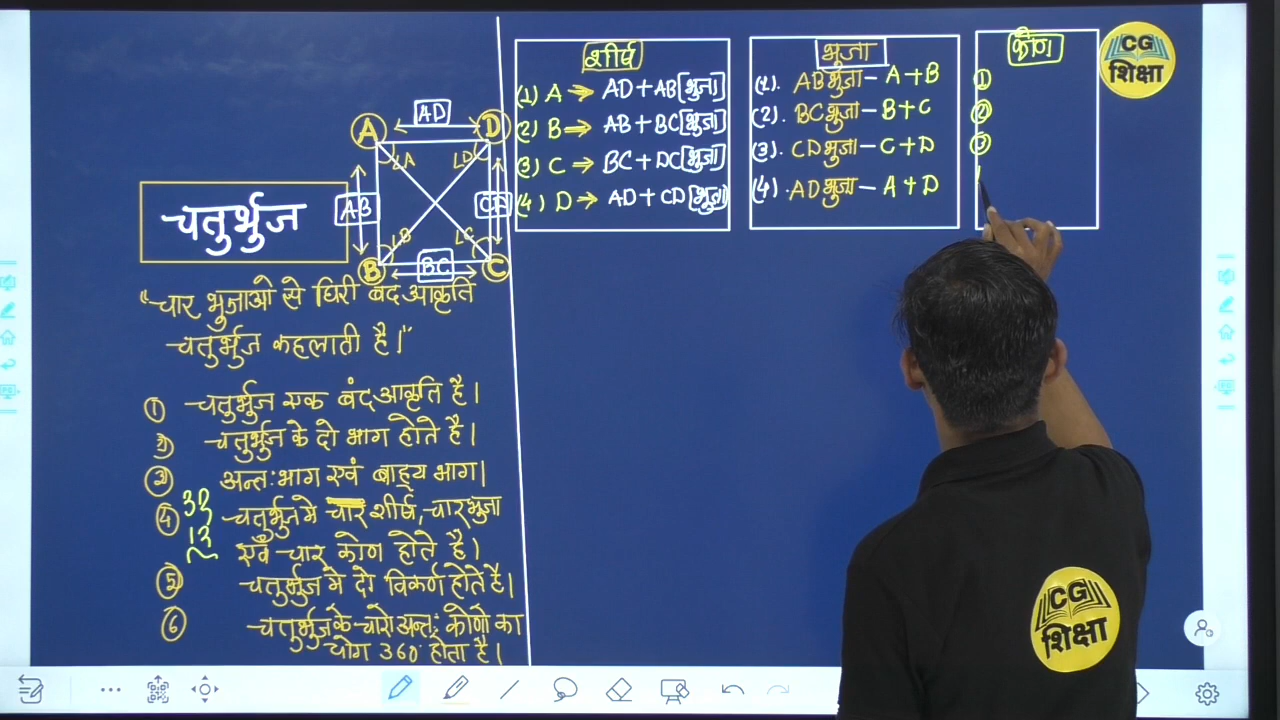 AD
A
D
∠A
∠D
AB
CD
∠B
∠C
B
BC
C
चतुर्भुज
"चार भुजाओ से घिरी बंद आकृति
चतुर्भुज कहलाती है।"
① चतुर्भुज एक बंद आकृति है।
चतुर्भुज के दो भाग होते है।
③ अन्तःभाग एवं बाह्य भाग।
④ चतुर्भुज मे चार शीर्ष, चार भुजा
एवं चार कोण होते है।
⑤ चतुर्भुज मे दो विकर्ण होते है।
⑥ चतुर्भुज के चारो अन्तः कोणो का
योग 360° होता है।
शीर्ष
(1) A ⇒ AD + AB [भुजा]
(2) B ⇒ AB + BC [भुजा]
(3) C ⇒ BC + DC [भुजा]
(4) D ⇒ AD + CD [भुजा]
भुजा
(1). AB भुजा – A + B
(2). BC भुजा – B + C
(3). CD भुजा – C + D
(4). AD भुजा – A + D
कोण
①
②
③
CG
शिक्षा
CG
शिक्षा